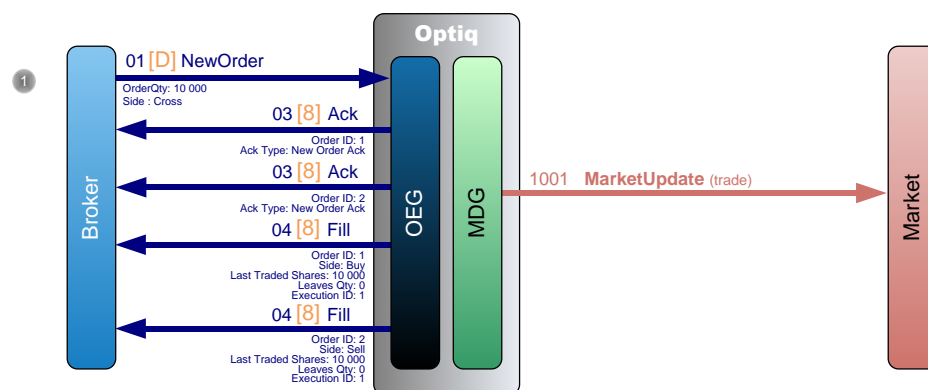 Optiq
1
01 [D] NewOrder
OrderQty: 10 000
Side : Cross
03 [8] Ack
Order ID: 1
Ack Type: New Order Ack
03 [8] Ack
Order ID: 2
Ack Type: New Order Ack
04 [8] Fill
Order ID: 1
Side: Buy
Last Traded Shares: 10 000
Leaves Qty: 0
Execution ID: 1
04 [8] Fill
Order ID: 2
Side: Sell
Last Traded Shares: 10 000
Leaves Qty: 0
Execution ID: 1
Broker
OEG
MDG
1001 MarketUpdate (trade)
Market